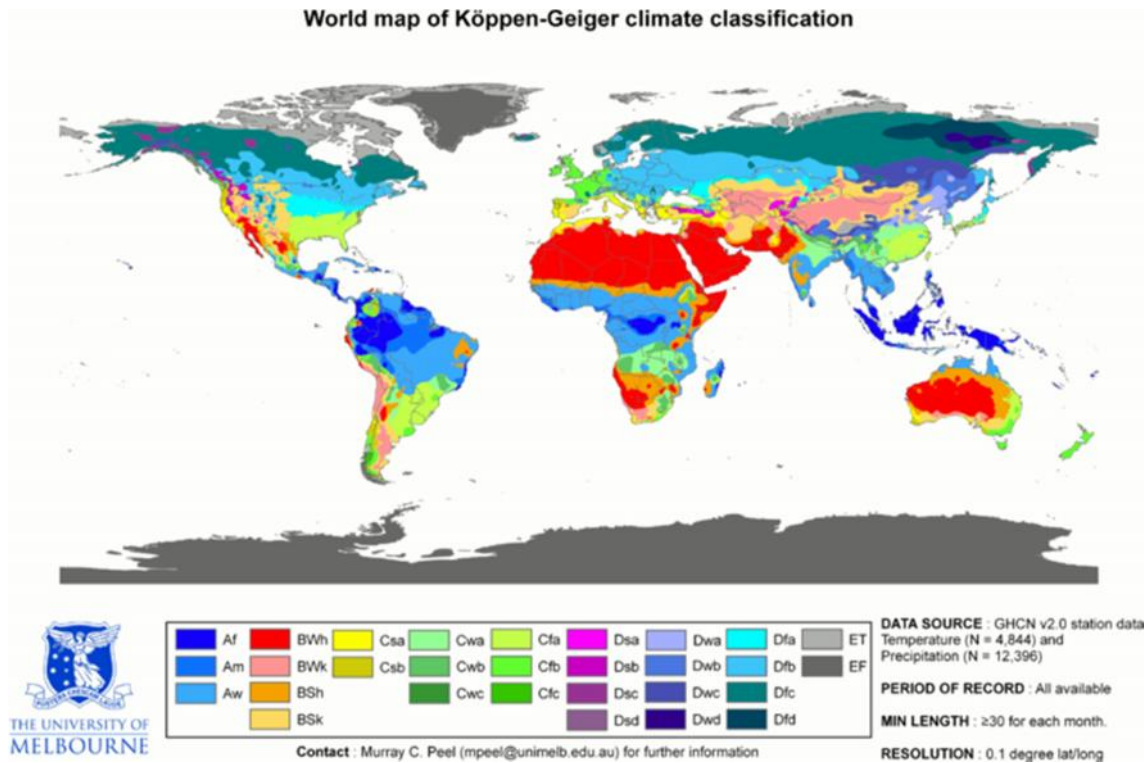 World map of Köppen-Geiger climate classification
Af BWh Csa Cwa Cfa Dsa Dwa Dfa ET
Am BWk Csb Cwb Cfb Dsb Dwb Dfb EF
Aw BSh Cwc Cfc Dsc Dwc Dfc
BSk Dsd Dwd Dfd
DATA SOURCE : GHCN v2.0 station data
Temperature (N = 4,844) and
Precipitation (N = 12,396)
PERIOD OF RECORD : All available
MIN LENGTH : ≥30 for each month.
RESOLUTION : 0.1 degree lat/long
THE UNIVERSITY OF
MELBOURNE
Contact : Murray C. Peel (mpeel@unimelb.edu.au) for further information